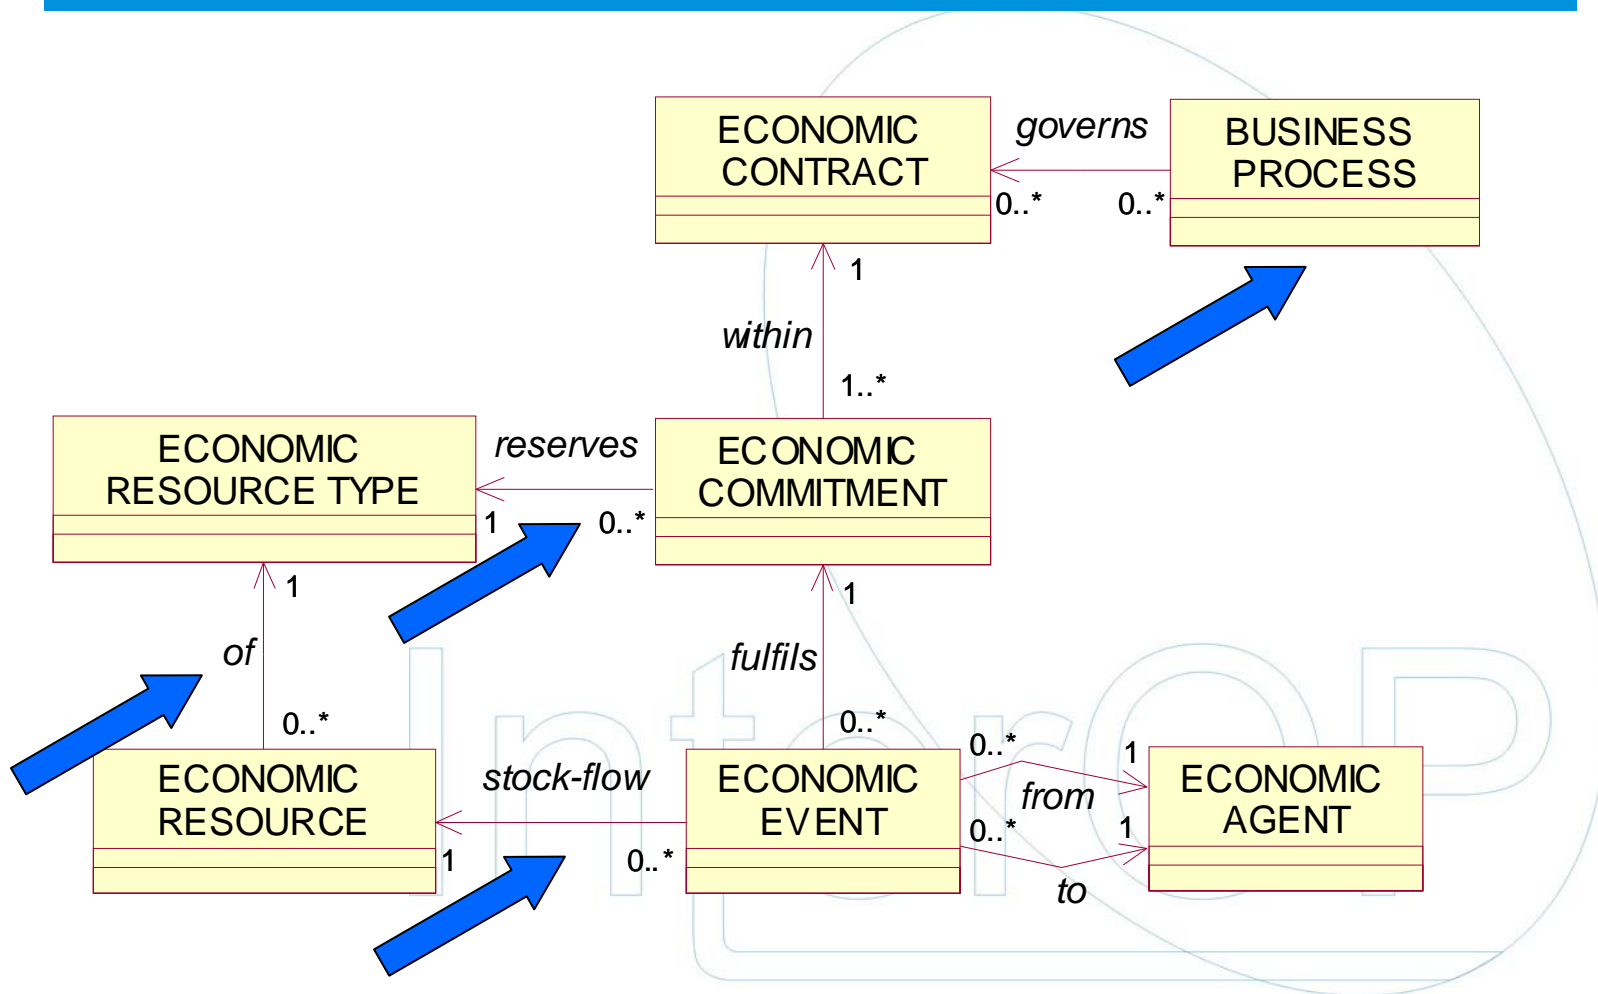 ECONOMIC
CONTRACT
governs
BUSINESS
PROCESS
0..*
0..*
1
within
1..*
ECONOMIC
RESOURCE TYPE
reserves
ECONOMIC
COMMITMENT
1
0..*
1
1
of
fulfils
0..*
0..*
0..*
1
ECONOMIC
RESOURCE
stock-flow
ECONOMIC
EVENT
from
ECONOMIC
AGENT
0..*
1
1
0..*
to
InterOP